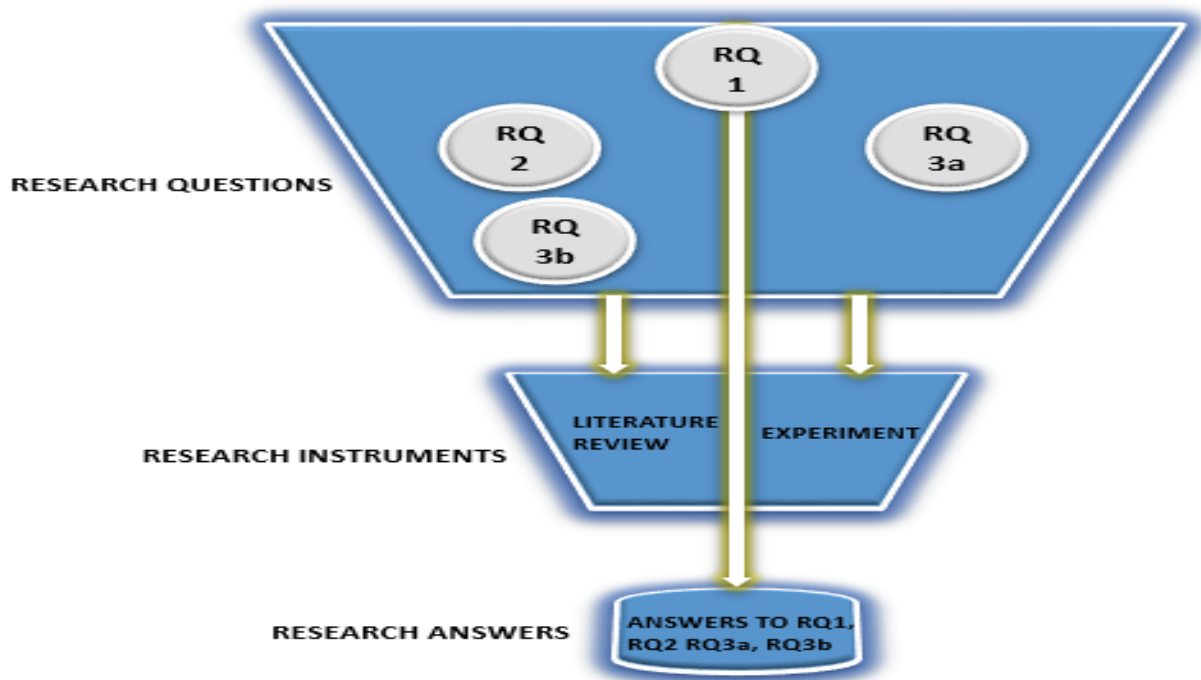 RQ
1
RQ
2
RQ
3a
RESEARCH QUESTIONS
RQ
3b
LITERATURE
REVIEW
EXPERIMENT
RESEARCH INSTRUMENTS
RESEARCH ANSWERS
ANSWERS TO RQ1,
RQ2 RQ3a, RQ3b